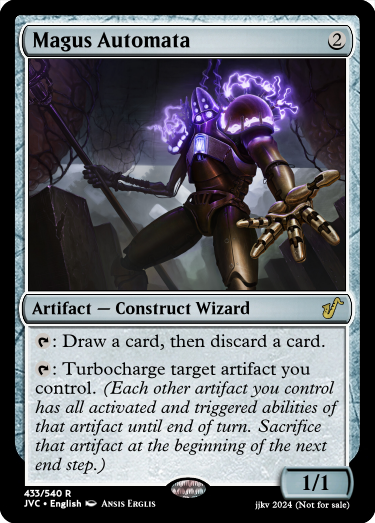 Magus Automata 2
Artifact — Construct Wizard
: Draw a card, then discard a card.
: Turbocharge target artifact you
control. (Each other artifact you control
has all activated and triggered abilities of
that artifact until end of turn. Sacrifice
that artifact at the beginning of the next
end step.)
1/1
433/540 R
JVC • English Ansis Erglis
jjkv 2024 (Not for sale)